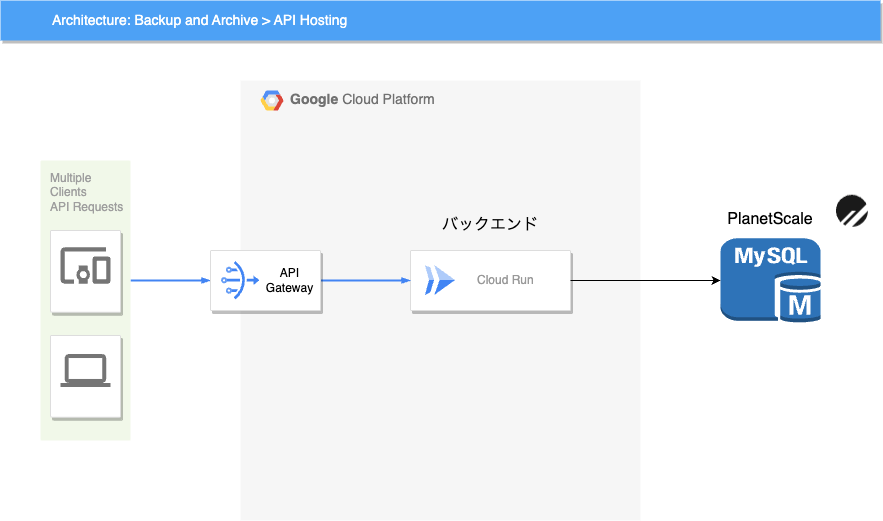 Architecture: Backup and Archive > API Hosting
Google Cloud Platform
Multiple
Clients
API Requests
バックエンド
PlanetScale
API
Gateway
Cloud Run
MySQL
M